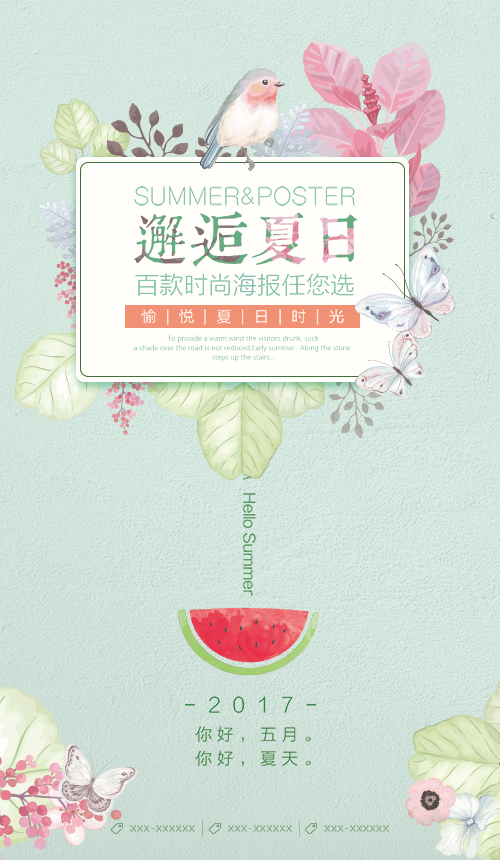 SUMMER&POSTER
邂逅夏日
百款时尚海报任您选
愉|悦|夏|日|时|光
To provide a warm wind the visitors drunk, suck
a shade over the road is not reduced,Early summer . Along the stone
steps up the staes..
Hello Summer
-2017-
你好,五月。
你好,夏天。
XXX-XXXXXX XXX-XXXXXX XXX-XXXXXX